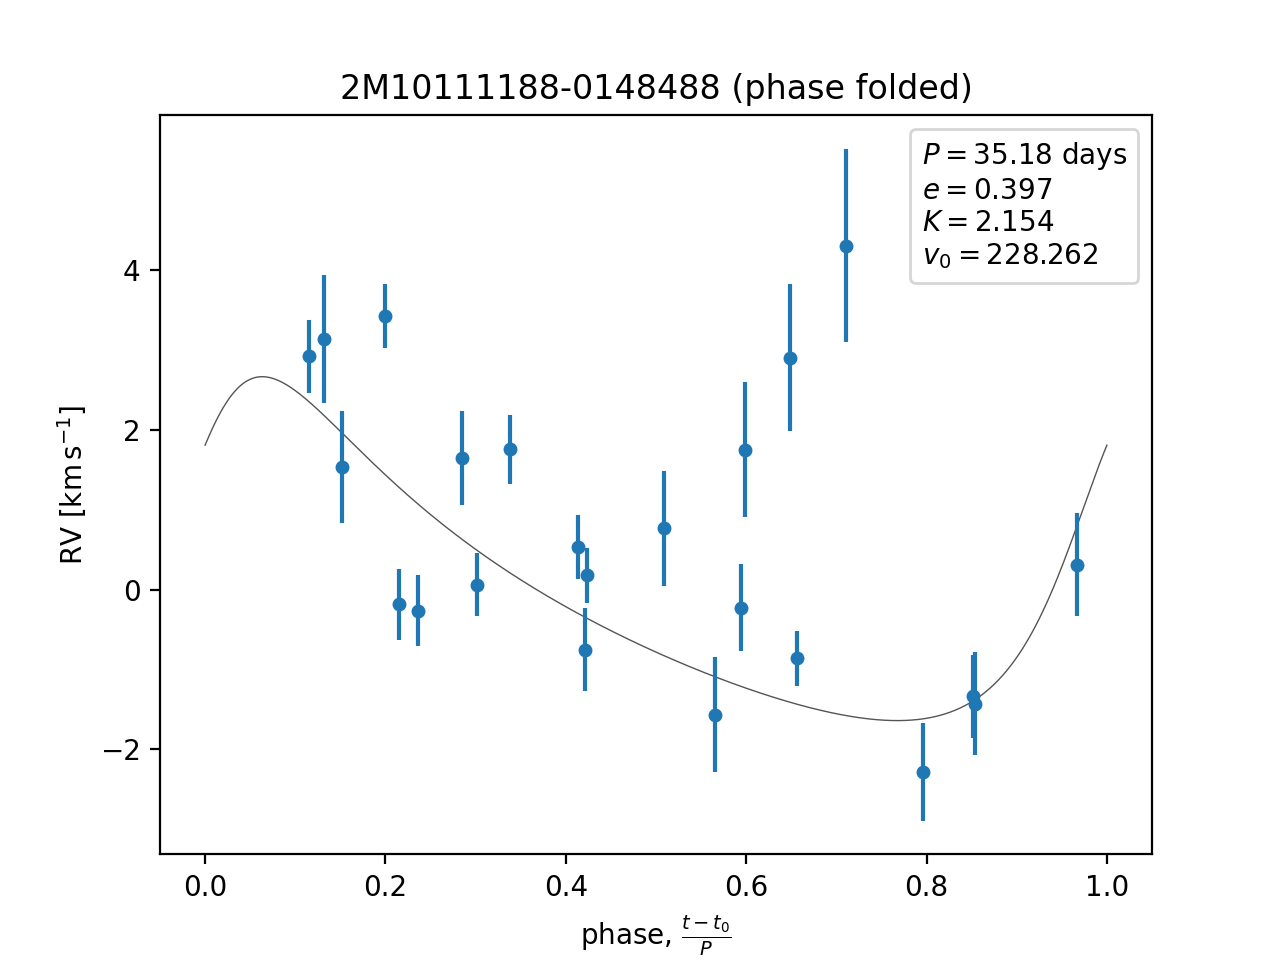 2M10111188-0148488 (phase folded)
P = 35.18 days
e = 0.397
K = 2.154
v₀ = 228.262
4
2
0
−2
RV [km s⁻¹]
0.0 0.2 0.4 0.6 0.8 1.0
phase, (t − t₀)/P